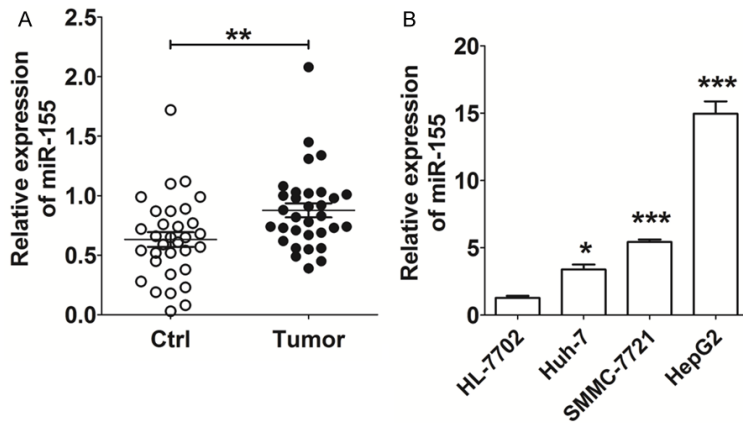 A
Relative expression
of miR-155
2.5
2.0
1.5
1.0
0.5
0.0
**
Ctrl
Tumor
B
Relative expression
of miR-155
20
15
10
5
0
*
***
***
HL-7702
Huh-7
SMMC-7721
HepG2